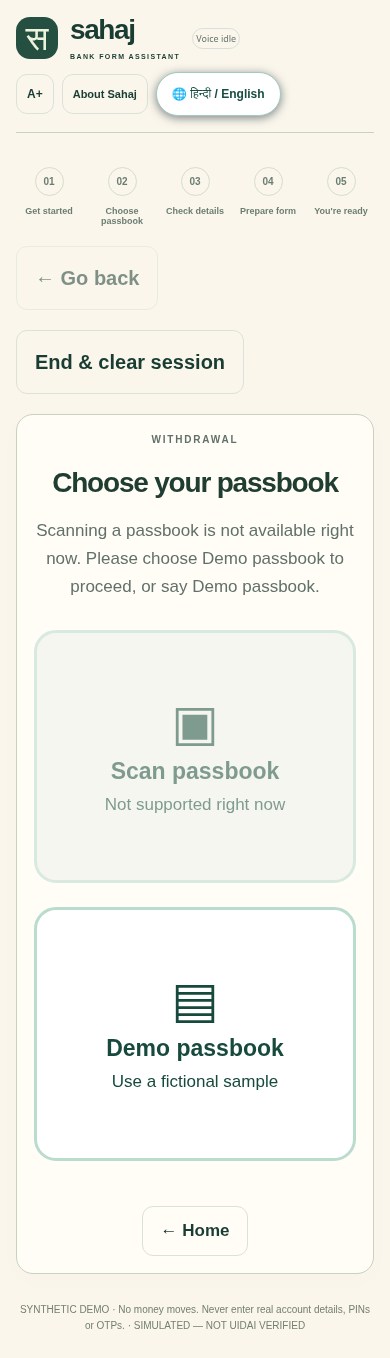 स sahaj
BANK FORM ASSISTANT
Voice idle
A+ About Sahaj 🌐 हिन्दी / English
01 02 03 04 05
Get started Choose passbook Check details Prepare form You're ready
← Go back
End & clear session
WITHDRAWAL
Choose your passbook
Scanning a passbook is not available right
now. Please choose Demo passbook to
proceed, or say Demo passbook.
Scan passbook
Not supported right now
Demo passbook
Use a fictional sample
← Home
SYNTHETIC DEMO · No money moves. Never enter real account details, PINs
or OTPs. · SIMULATED — NOT UIDAI VERIFIED